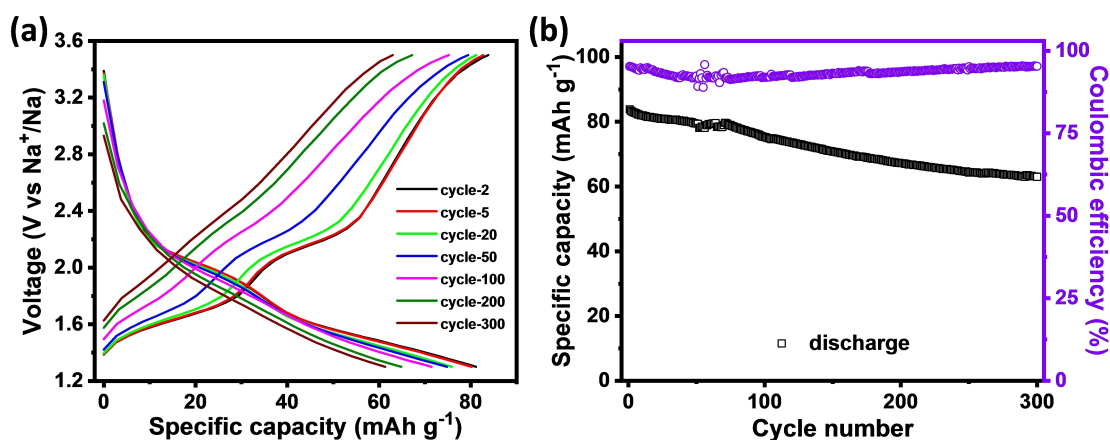 (a)
3.6
3.2
2.8
2.4
2.0
1.6
1.2
Voltage (V vs Na⁺/Na)
cycle-2
cycle-5
cycle-20
cycle-50
cycle-100
cycle-200
cycle-300
0 20 40 60 80
Specific capacity (mAh g⁻¹)
(b)
100
80
60
40
20
0
Specific capacity (mAh g⁻¹)
discharge
0 100 200 300
Cycle number
100
75
50
25
0
Coulombic efficiency (%)